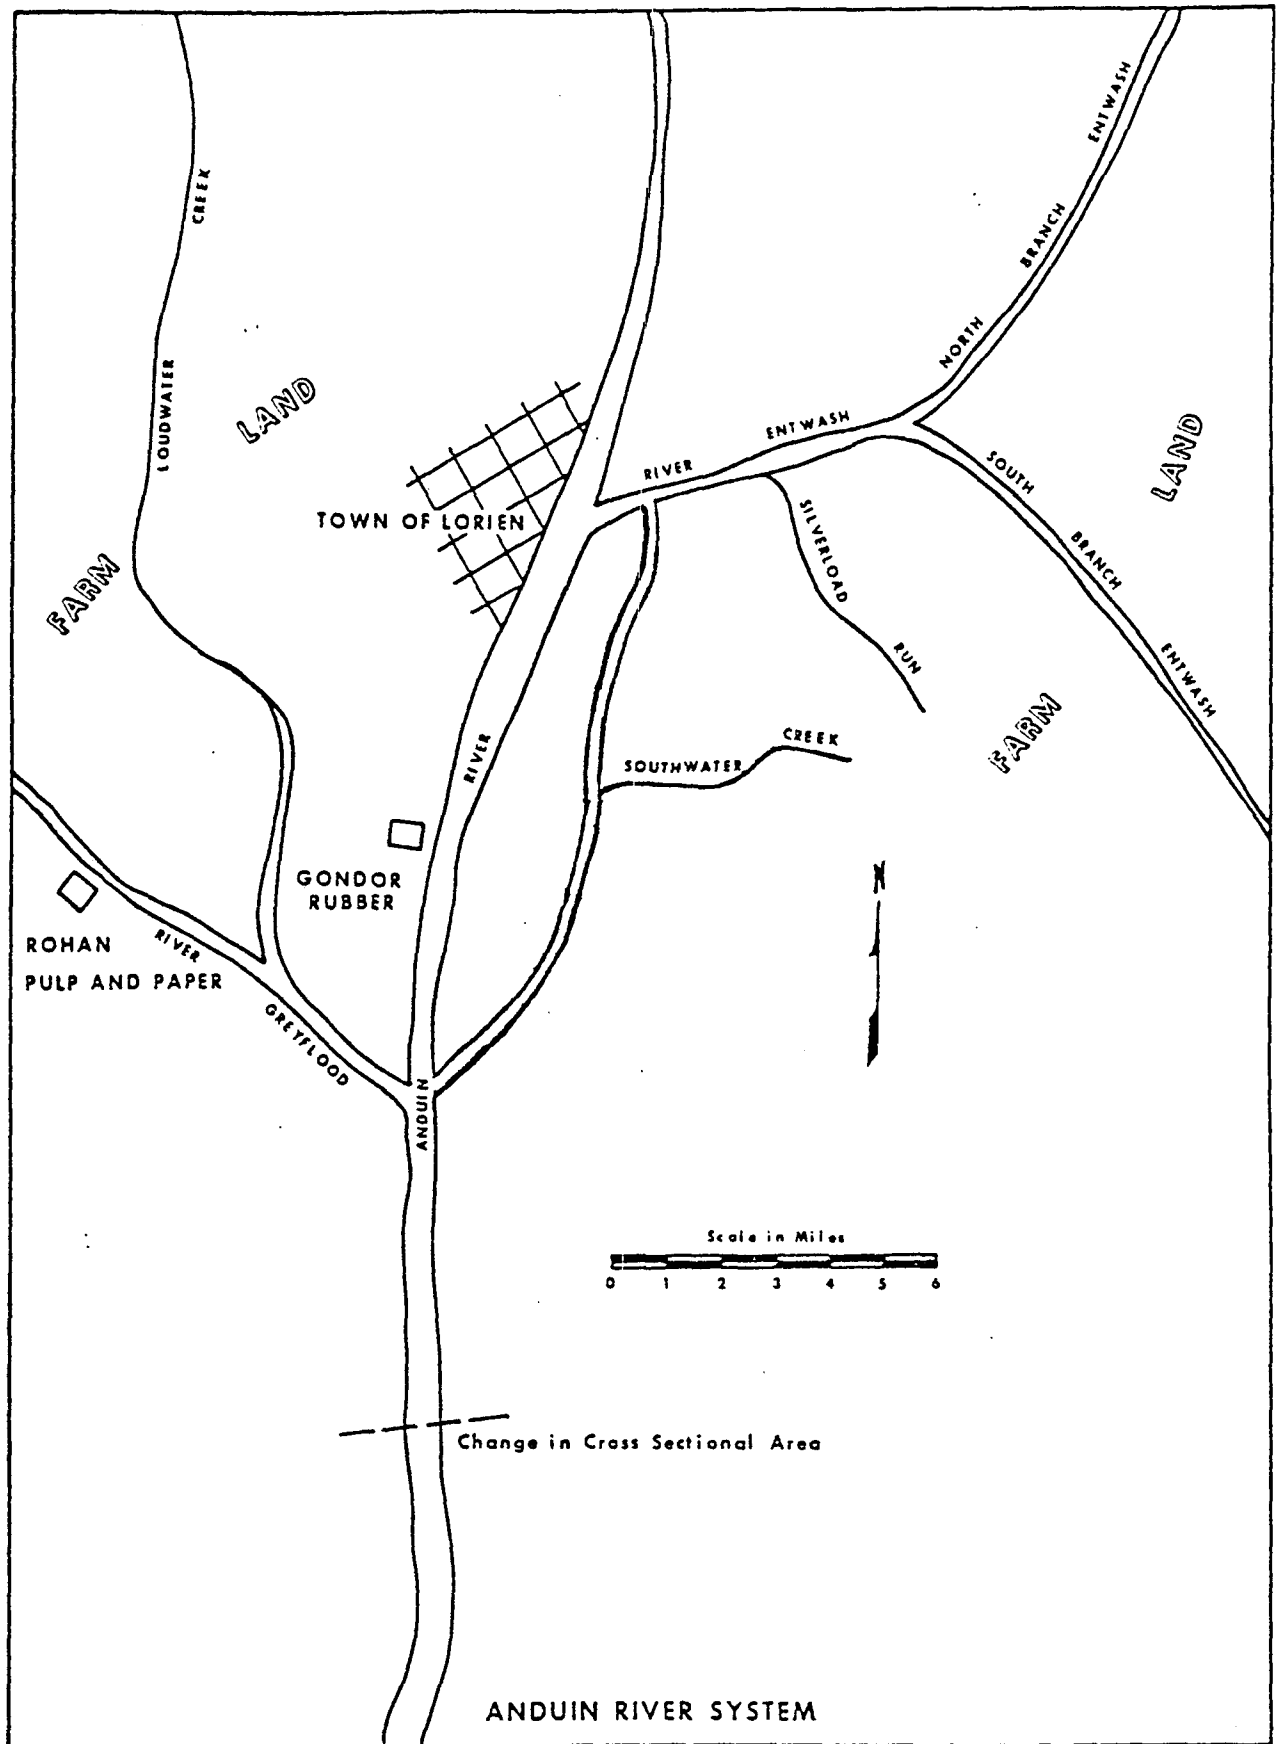 CREEK
LOUDWATER
LAND
FARM
ENTWASH
BRANCH
NORTH
LAND
ENTWASH
RIVER
SOUTH
BRANCH
ENTWASH
TOWN OF LORIEN
SILVERLOAD
RUN
FARM
RIVER
SOUTHWATER
CREEK
GONDOR
RUBBER
N
ROHAN
PULP AND PAPER
RIVER
GREYFLOOD
ANDUIN
Scale in Miles
0 1 2 3 4 5 6
Change in Cross Sectional Area
ANDUIN RIVER SYSTEM